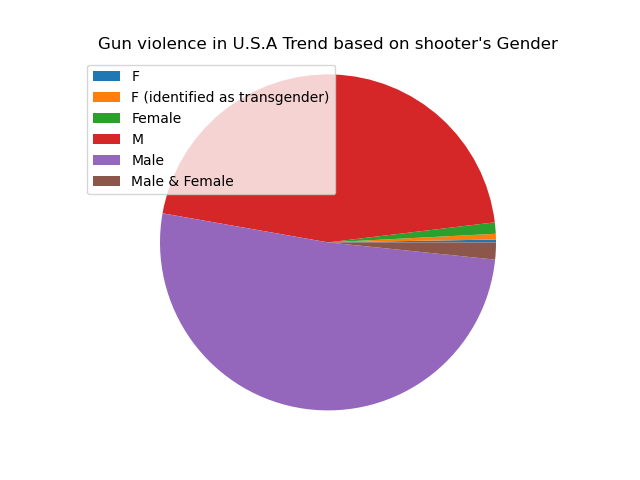 Gun violence in U.S.A Trend based on shooter's Gender
F
F (identified as transgender)
Female
M
Male
Male & Female